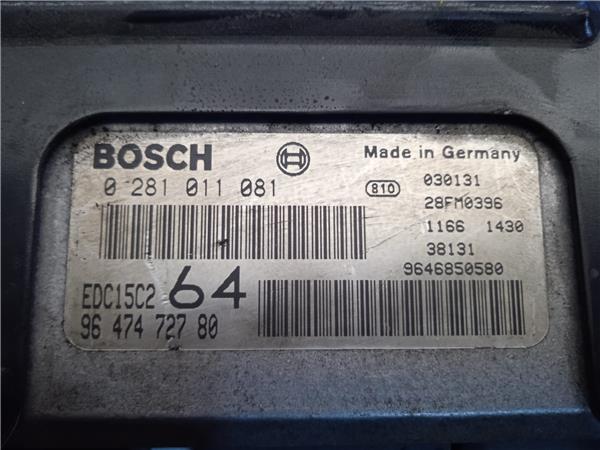 BOSCH
Made in Germany
0 281 011 081
810
030131
28FM0396
1166 1430
38131
9646850580
EDC15C2 64
96 474 727 80